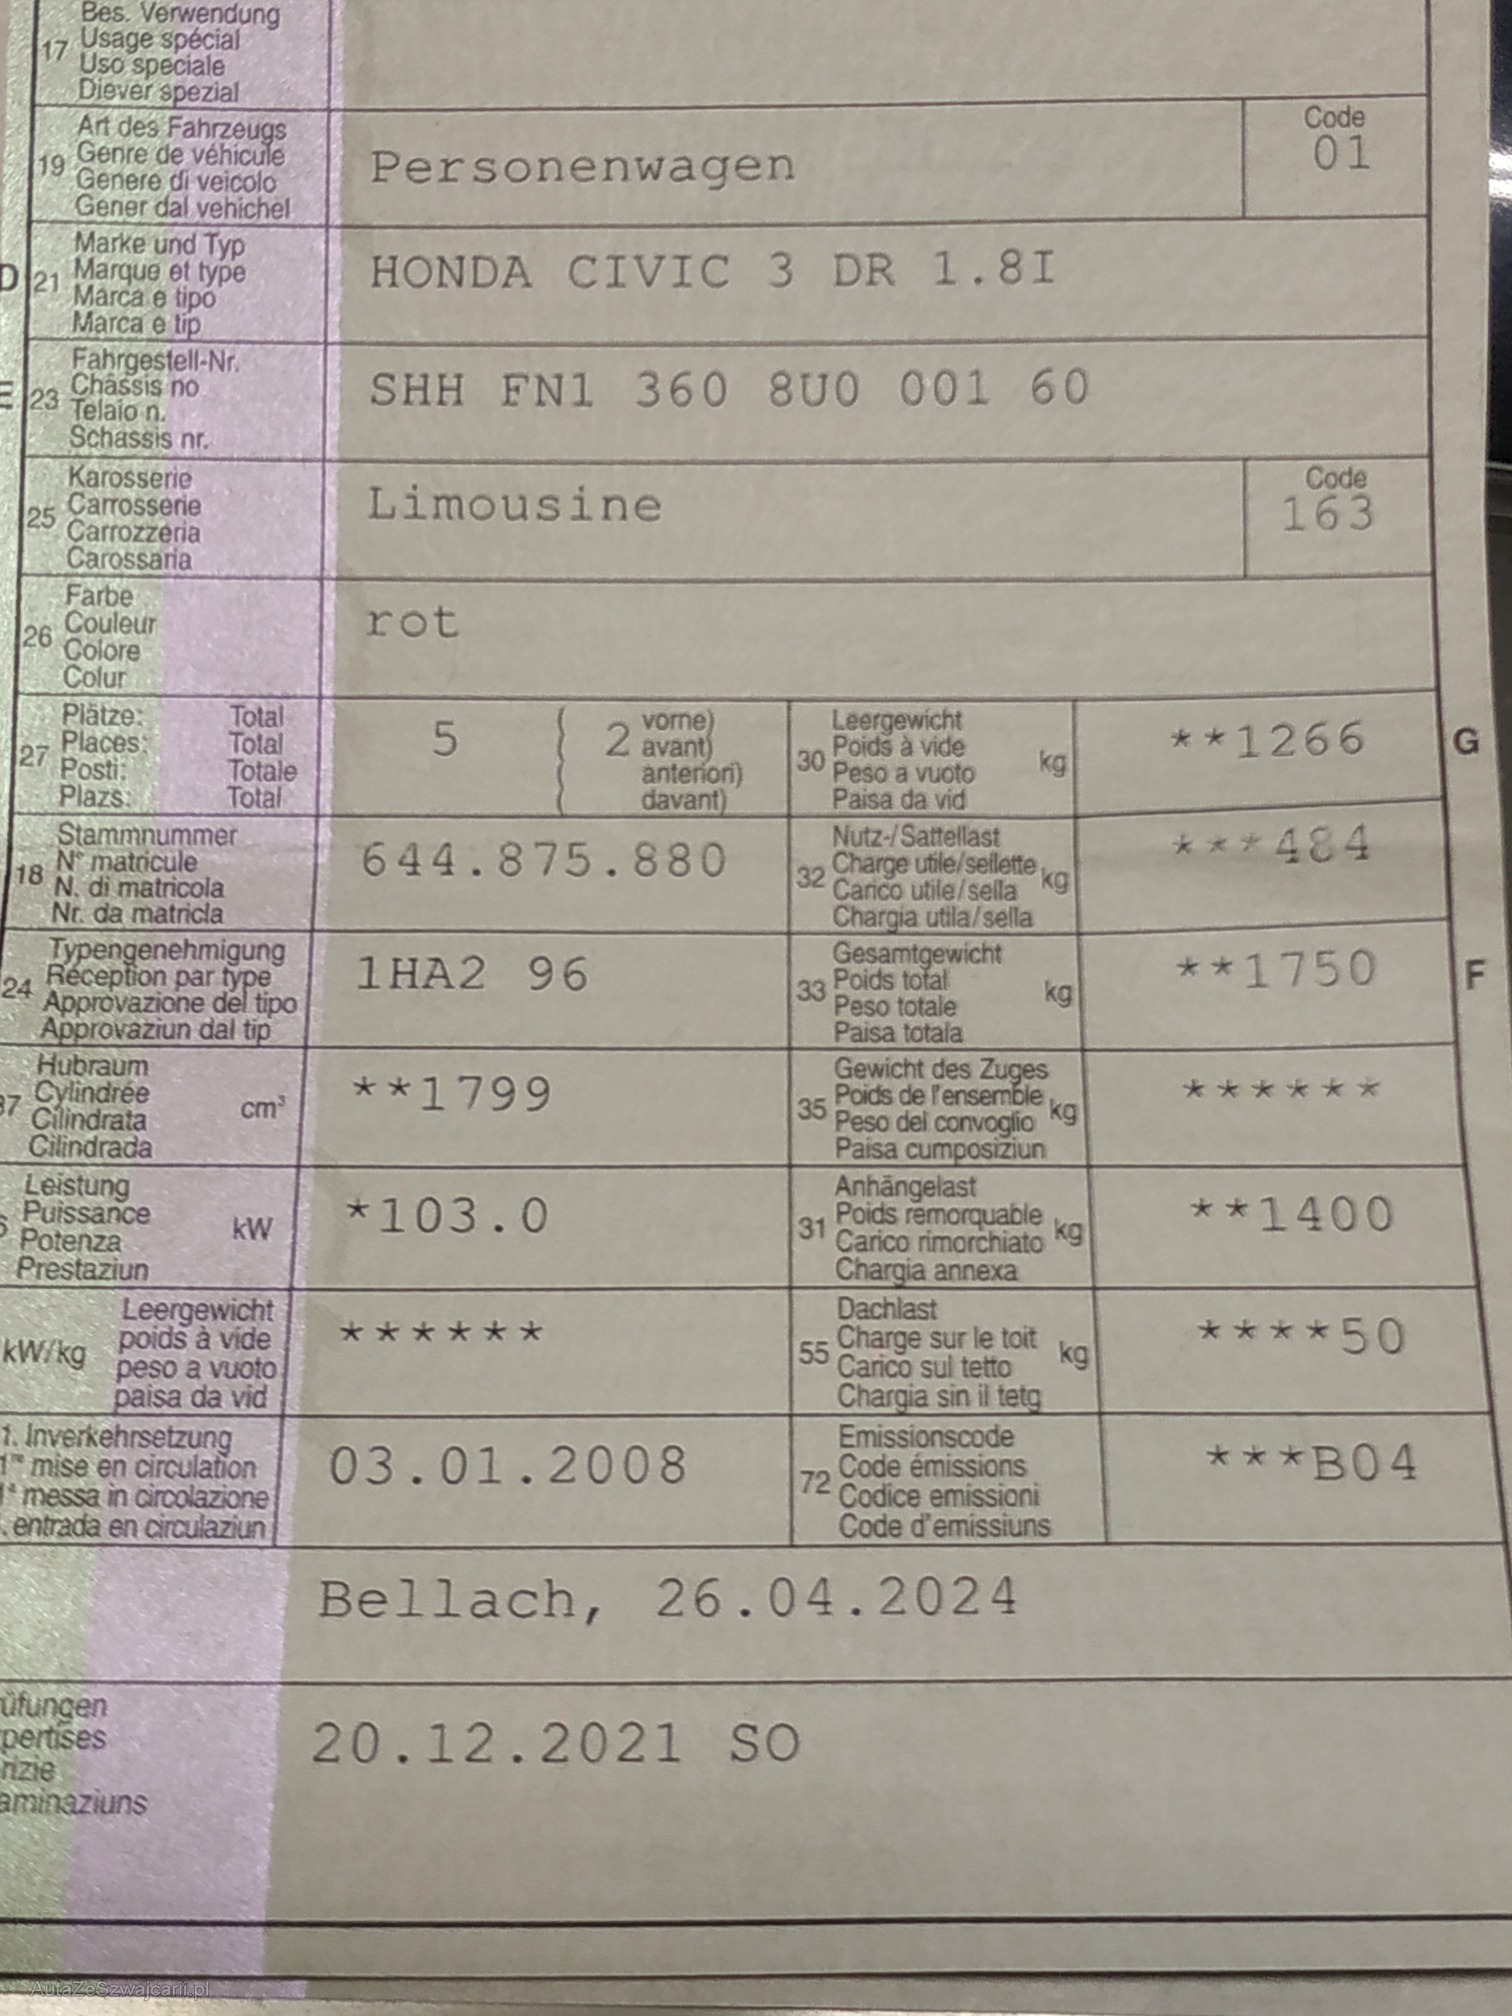 Bes. Verwendung
17 Usage spécial
Uso speciale
Diever spezial
Art des Fahrzeugs
19 Genre de véhicule
Genere di veicolo
Gener dal vehichel
Personenwagen
Code
01
Marke und Typ
D 21 Marque et type
Marca e tipo
Marca e tip
HONDA CIVIC 3 DR 1.8I
Fahrgestell-Nr.
E 23 Châssis no
Telaio n.
Schassis nr.
SHH FN1 360 8U0 001 60
Karosserie
25 Carrosserie
Carrozzeria
Carossaria
Limousine
Code
163
Farbe
26 Couleur
Colore
Colur
rot
Plätze: Total
27 Places: Total
Posti: Totale
Plazs: Total
5 ( 2 vorne)
( avant)
( anteriori)
( davant)
Leergewicht
30 Poids à vide kg
Peso a vuoto
Paisa da vid
**1266 G
Stammnummer
18 N° matricule
N. di matricola
Nr. da matricla
644.875.880
Nutz-/Sattellast
32 Charge utile/sellette kg
Carico utile/sella
Chargia utila/sella
***484
Typengenehmigung
24 Réception par type
Approvazione del tipo
Approvaziun dal tip
1HA2 96
Gesamtgewicht
33 Poids total kg
Peso totale
Paisa totala
**1750 F
Hubraum
37 Cylindrée cm³
Cilindrata
Cilindrada
**1799
Gewicht des Zuges
35 Poids de l'ensemble kg
Peso del convoglio
Paisa cumposiziun
******
Leistung
Puissance kW
Potenza
Prestaziun
*103.0
Anhängelast
31 Poids remorquable kg
Carico rimorchiato
Chargia annexa
**1400
Leergewicht
kW/kg poids à vide
peso a vuoto
paisa da vid
******
Dachlast
55 Charge sur le toit kg
Carico sul tetto
Chargia sin il tetg
****50
1. Inverkehrsetzung
1re mise en circulation
1a messa in circolazione
. entrada en circulaziun
03.01.2008
Emissionscode
72 Code émissions
Codice emissioni
Code d'emissiuns
***B04
Bellach, 26.04.2024
üfungen
pertises
rizie
aminaziuns
20.12.2021 SO
AutaZeSzwajcarii.pl